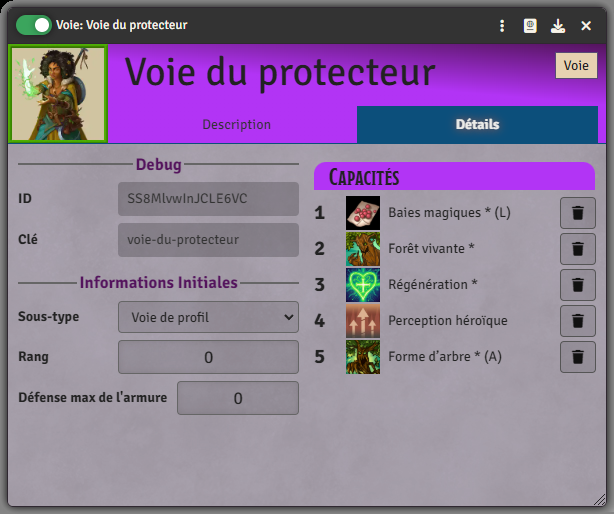 Voie: Voie du protecteur
Voie du protecteur
Voie
Description
Détails
Debug
ID
SS8MlvwInJCLE6VC
Clé
voie-du-protecteur
Informations Initiales
Sous-type
Voie de profil
Rang
0
Défense max de l'armure
0
Capacités
1 Baies magiques * (L)
2 Forêt vivante *
3 Régénération *
4 Perception héroïque
5 Forme d’arbre * (A)